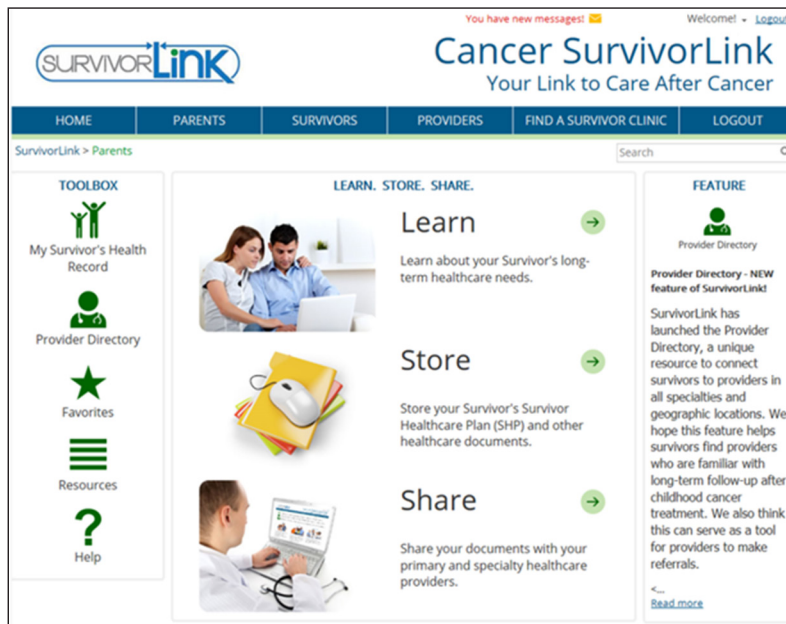 You have new messages!
Welcome! Logout
SURVIVORLiNK
Cancer SurvivorLink
Your Link to Care After Cancer
HOME PARENTS SURVIVORS PROVIDERS FIND A SURVIVOR CLINIC LOGOUT
SurvivorLink > Parents
Search
TOOLBOX
My Survivor's Health
Record
Provider Directory
Favorites
Resources
?
Help
LEARN. STORE. SHARE.
Learn
Learn about your Survivor's long-
term healthcare needs.
Store
Store your Survivor's Survivor
Healthcare Plan (SHP) and other
healthcare documents.
Share
Share your documents with your
primary and specialty healthcare
providers.
FEATURE
Provider Directory
Provider Directory - NEW
feature of SurvivorLink!
SurvivorLink has
launched the Provider
Directory, a unique
resource to connect
survivors to providers in
all specialties and
geographic locations. We
hope this feature helps
survivors find providers
who are familiar with
long-term follow-up after
childhood cancer
treatment. We also think
this can serve as a tool
for providers to make
referrals.
<...
Read more